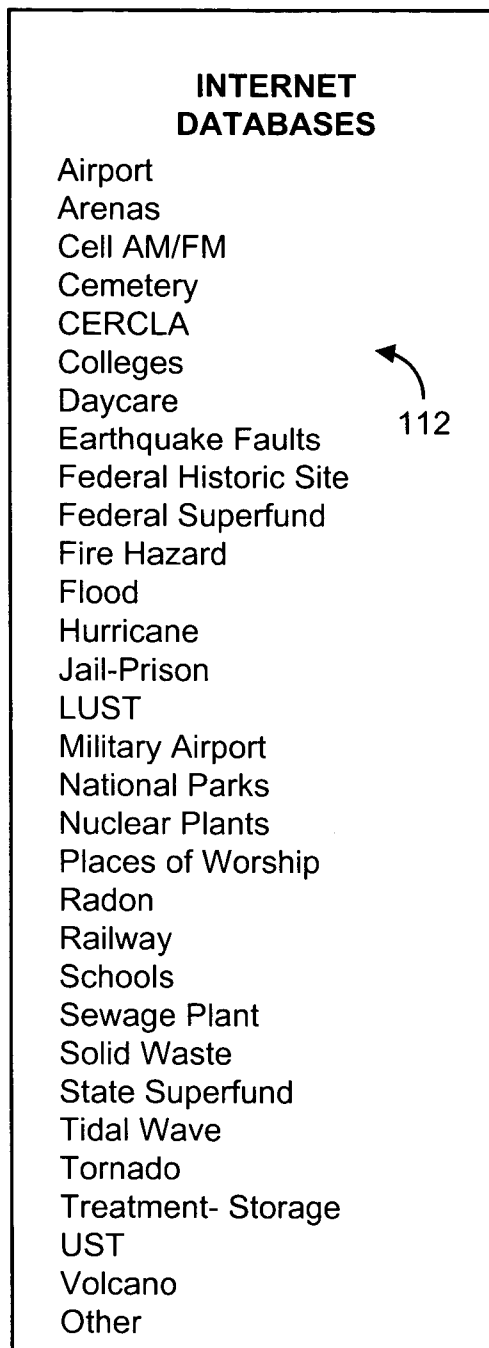 INTERNET
DATABASES
Airport
Arenas
Cell AM/FM
Cemetery
CERCLA
Colleges
Daycare
112
Earthquake Faults
Federal Historic Site
Federal Superfund
Fire Hazard
Flood
Hurricane
Jail-Prison
LUST
Military Airport
National Parks
Nuclear Plants
Places of Worship
Radon
Railway
Schools
Sewage Plant
Solid Waste
State Superfund
Tidal Wave
Tornado
Treatment- Storage
UST
Volcano
Other